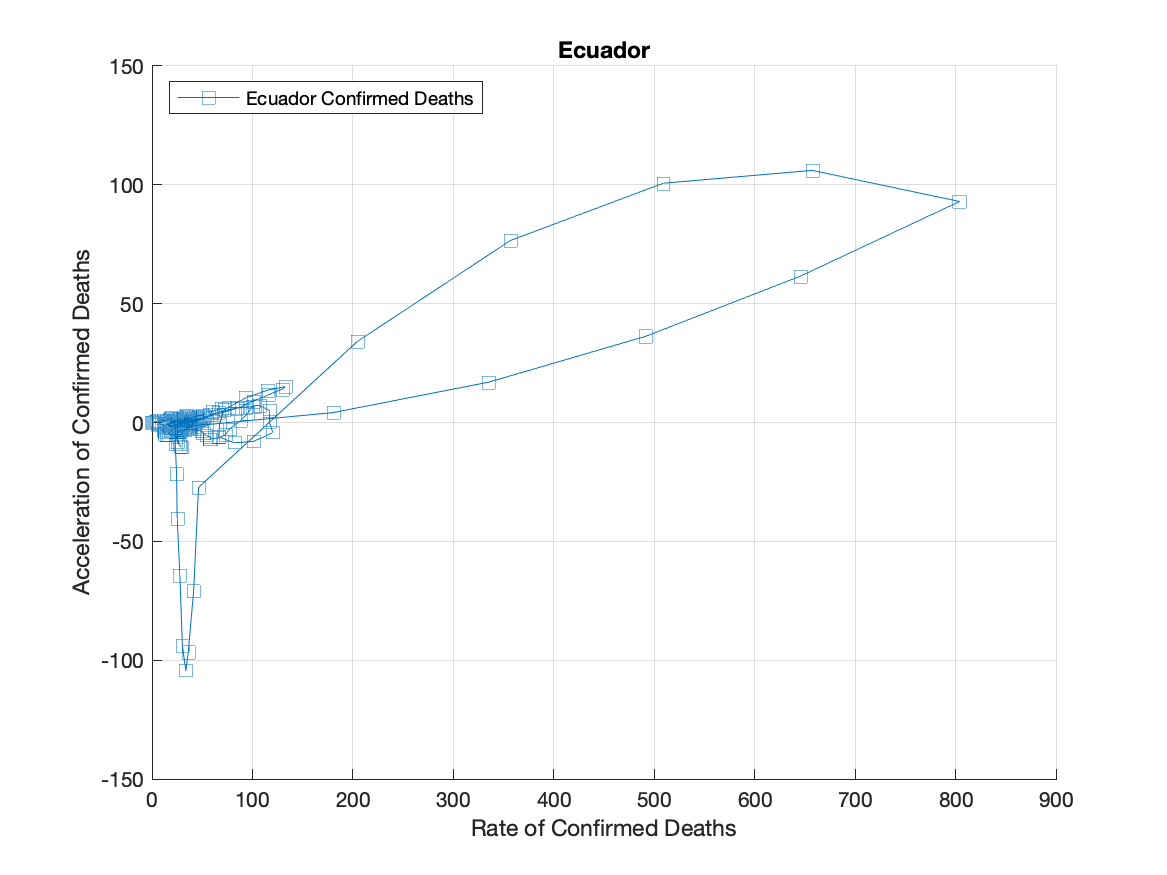 Ecuador
Ecuador Confirmed Deaths
150
100
50
0
-50
-100
-150
Acceleration of Confirmed Deaths
0 100 200 300 400 500 600 700 800 900
Rate of Confirmed Deaths